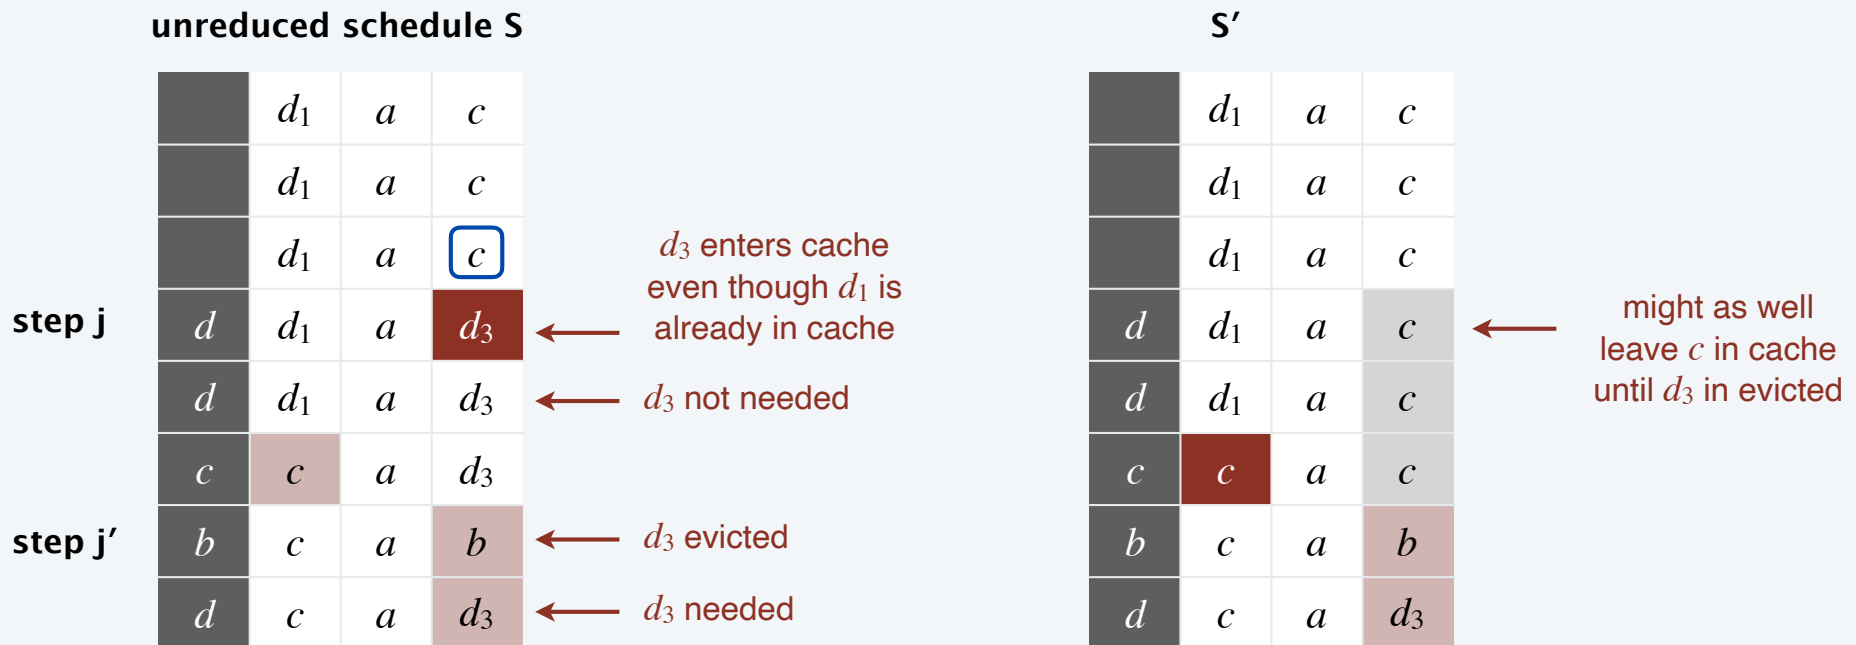 unreduced schedule S
S′
d1 a c
d1 a c
d1 a c
d1 a c
d1 a c
d1 a c
step j
d d1 a d3
d3 enters cache
even though d1 is
already in cache
d d1 a c
might as well
leave c in cache
until d3 in evicted
d d1 a d3
d3 not needed
d d1 a c
c c a d3
c c a c
step j′
b c a b
d3 evicted
b c a b
d c a d3
d3 needed
d c a d3